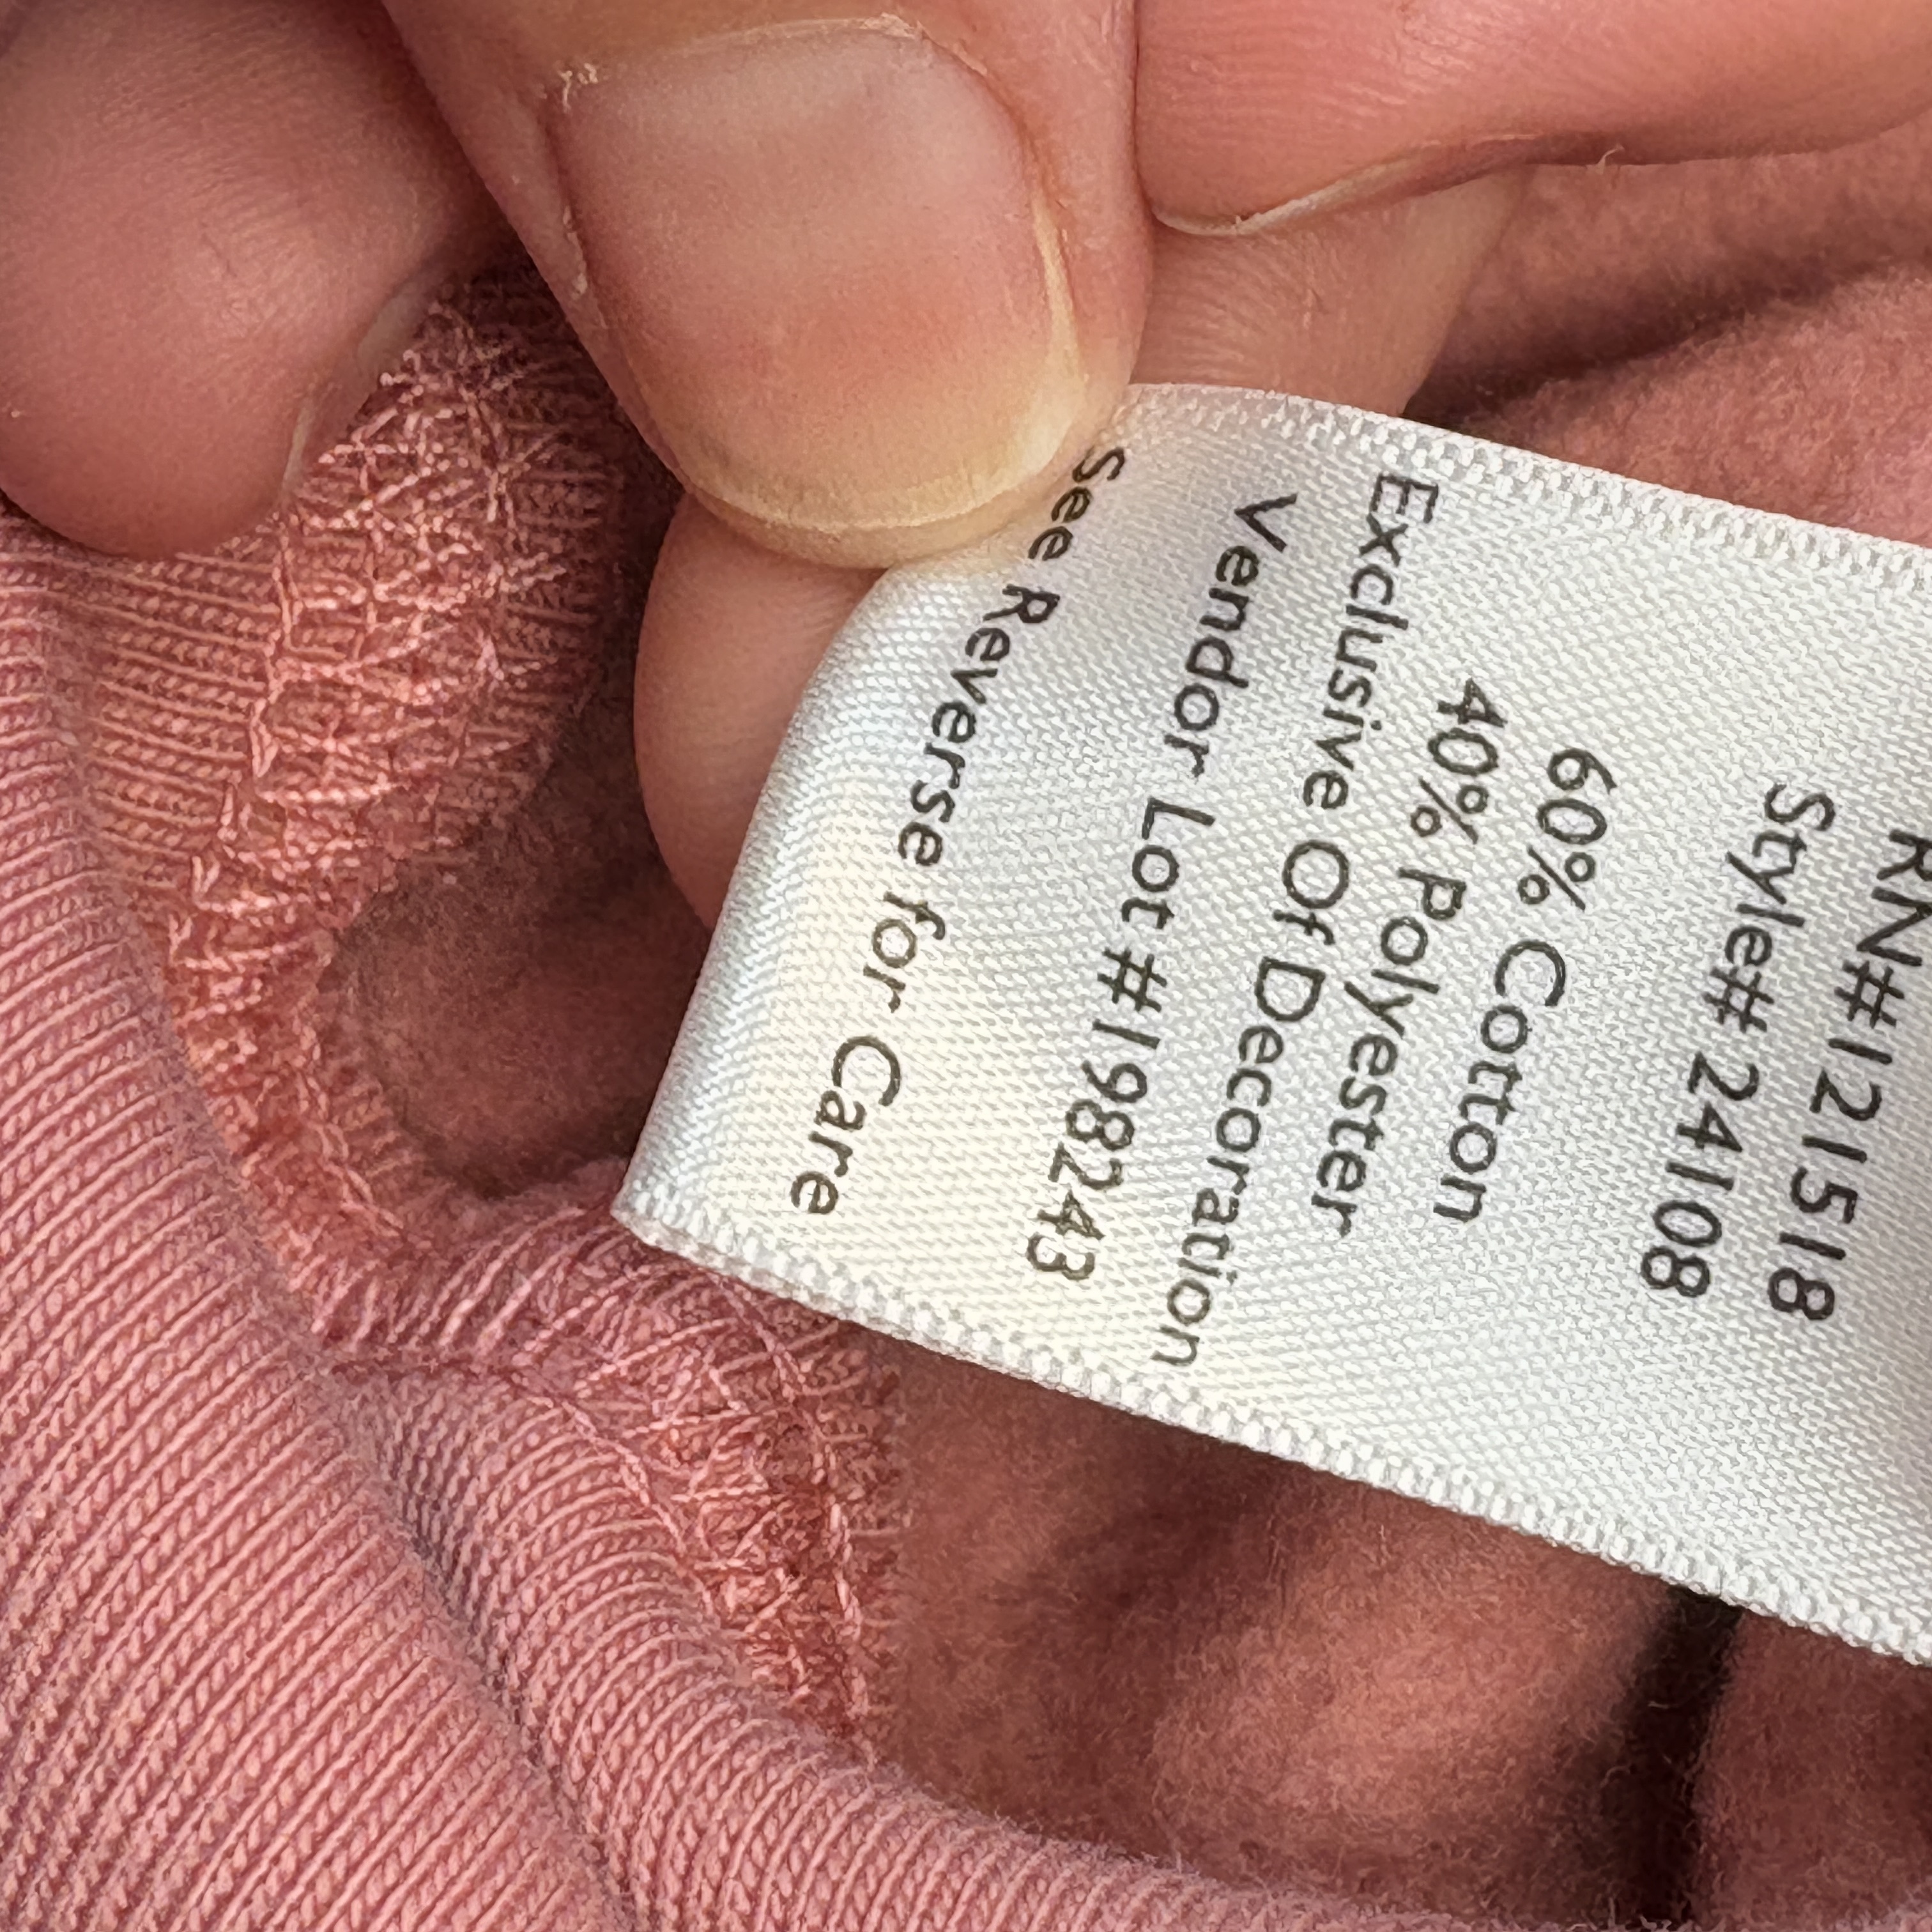 RN#121518
Style# 24108
60% Cotton
40% Polyester
Exclusive Of Decoration
Vendor Lot #198243
See Reverse for Care